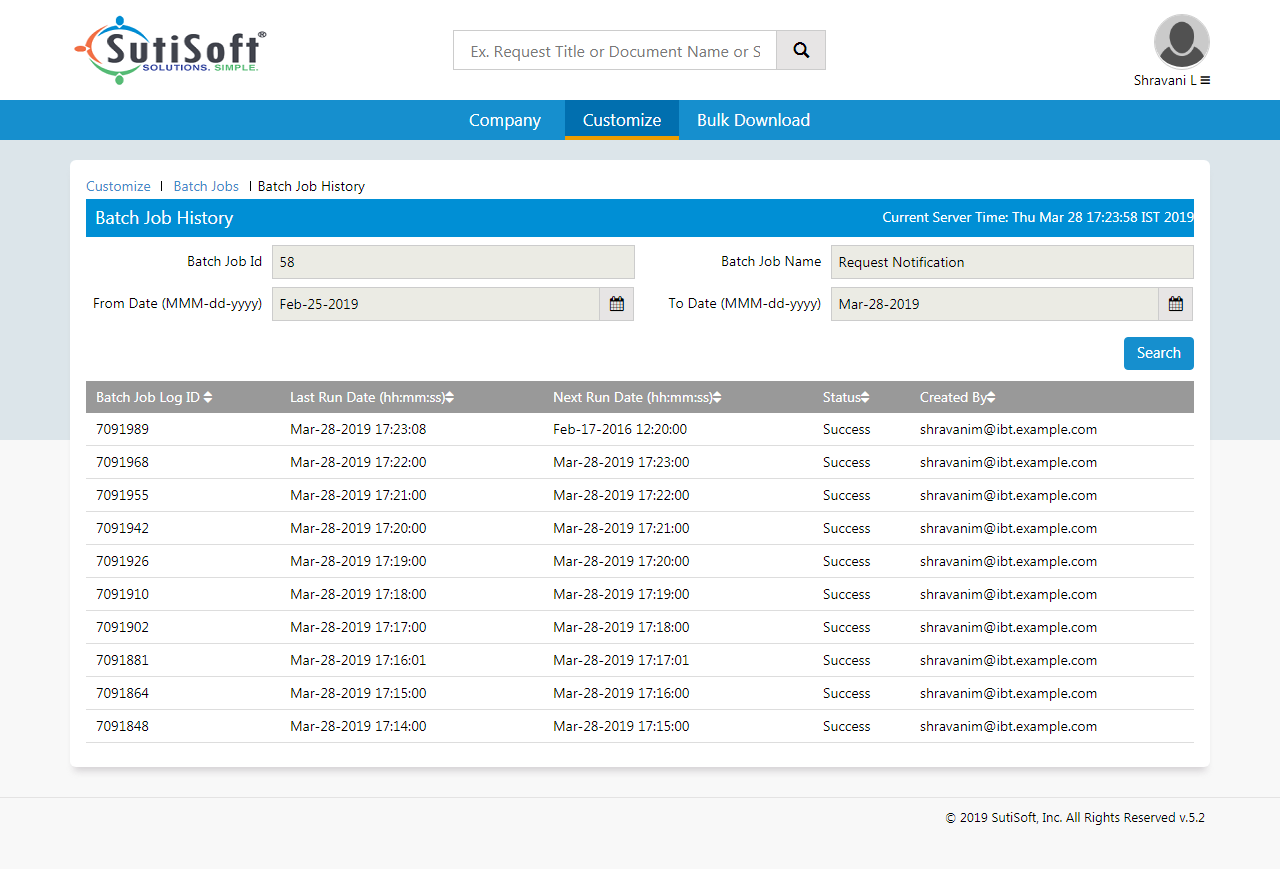 SutiSoft®
SOLUTIONS. SIMPLE.
Ex. Request Title or Document Name or S
Shravani L
Company Customize Bulk Download
Customize I Batch Jobs I Batch Job History
Batch Job History Current Server Time: Thu Mar 28 17:23:58 IST 2019
Batch Job Id 58 Batch Job Name Request Notification
From Date (MMM-dd-yyyy) Feb-25-2019 To Date (MMM-dd-yyyy) Mar-28-2019
Search
Batch Job Log ID Last Run Date (hh:mm:ss) Next Run Date (hh:mm:ss) Status Created By
7091989 Mar-28-2019 17:23:08 Feb-17-2016 12:20:00 Success shravanim@ibt.example.com
7091968 Mar-28-2019 17:22:00 Mar-28-2019 17:23:00 Success shravanim@ibt.example.com
7091955 Mar-28-2019 17:21:00 Mar-28-2019 17:22:00 Success shravanim@ibt.example.com
7091942 Mar-28-2019 17:20:00 Mar-28-2019 17:21:00 Success shravanim@ibt.example.com
7091926 Mar-28-2019 17:19:00 Mar-28-2019 17:20:00 Success shravanim@ibt.example.com
7091910 Mar-28-2019 17:18:00 Mar-28-2019 17:19:00 Success shravanim@ibt.example.com
7091902 Mar-28-2019 17:17:00 Mar-28-2019 17:18:00 Success shravanim@ibt.example.com
7091881 Mar-28-2019 17:16:01 Mar-28-2019 17:17:01 Success shravanim@ibt.example.com
7091864 Mar-28-2019 17:15:00 Mar-28-2019 17:16:00 Success shravanim@ibt.example.com
7091848 Mar-28-2019 17:14:00 Mar-28-2019 17:15:00 Success shravanim@ibt.example.com
© 2019 SutiSoft, Inc. All Rights Reserved v.5.2